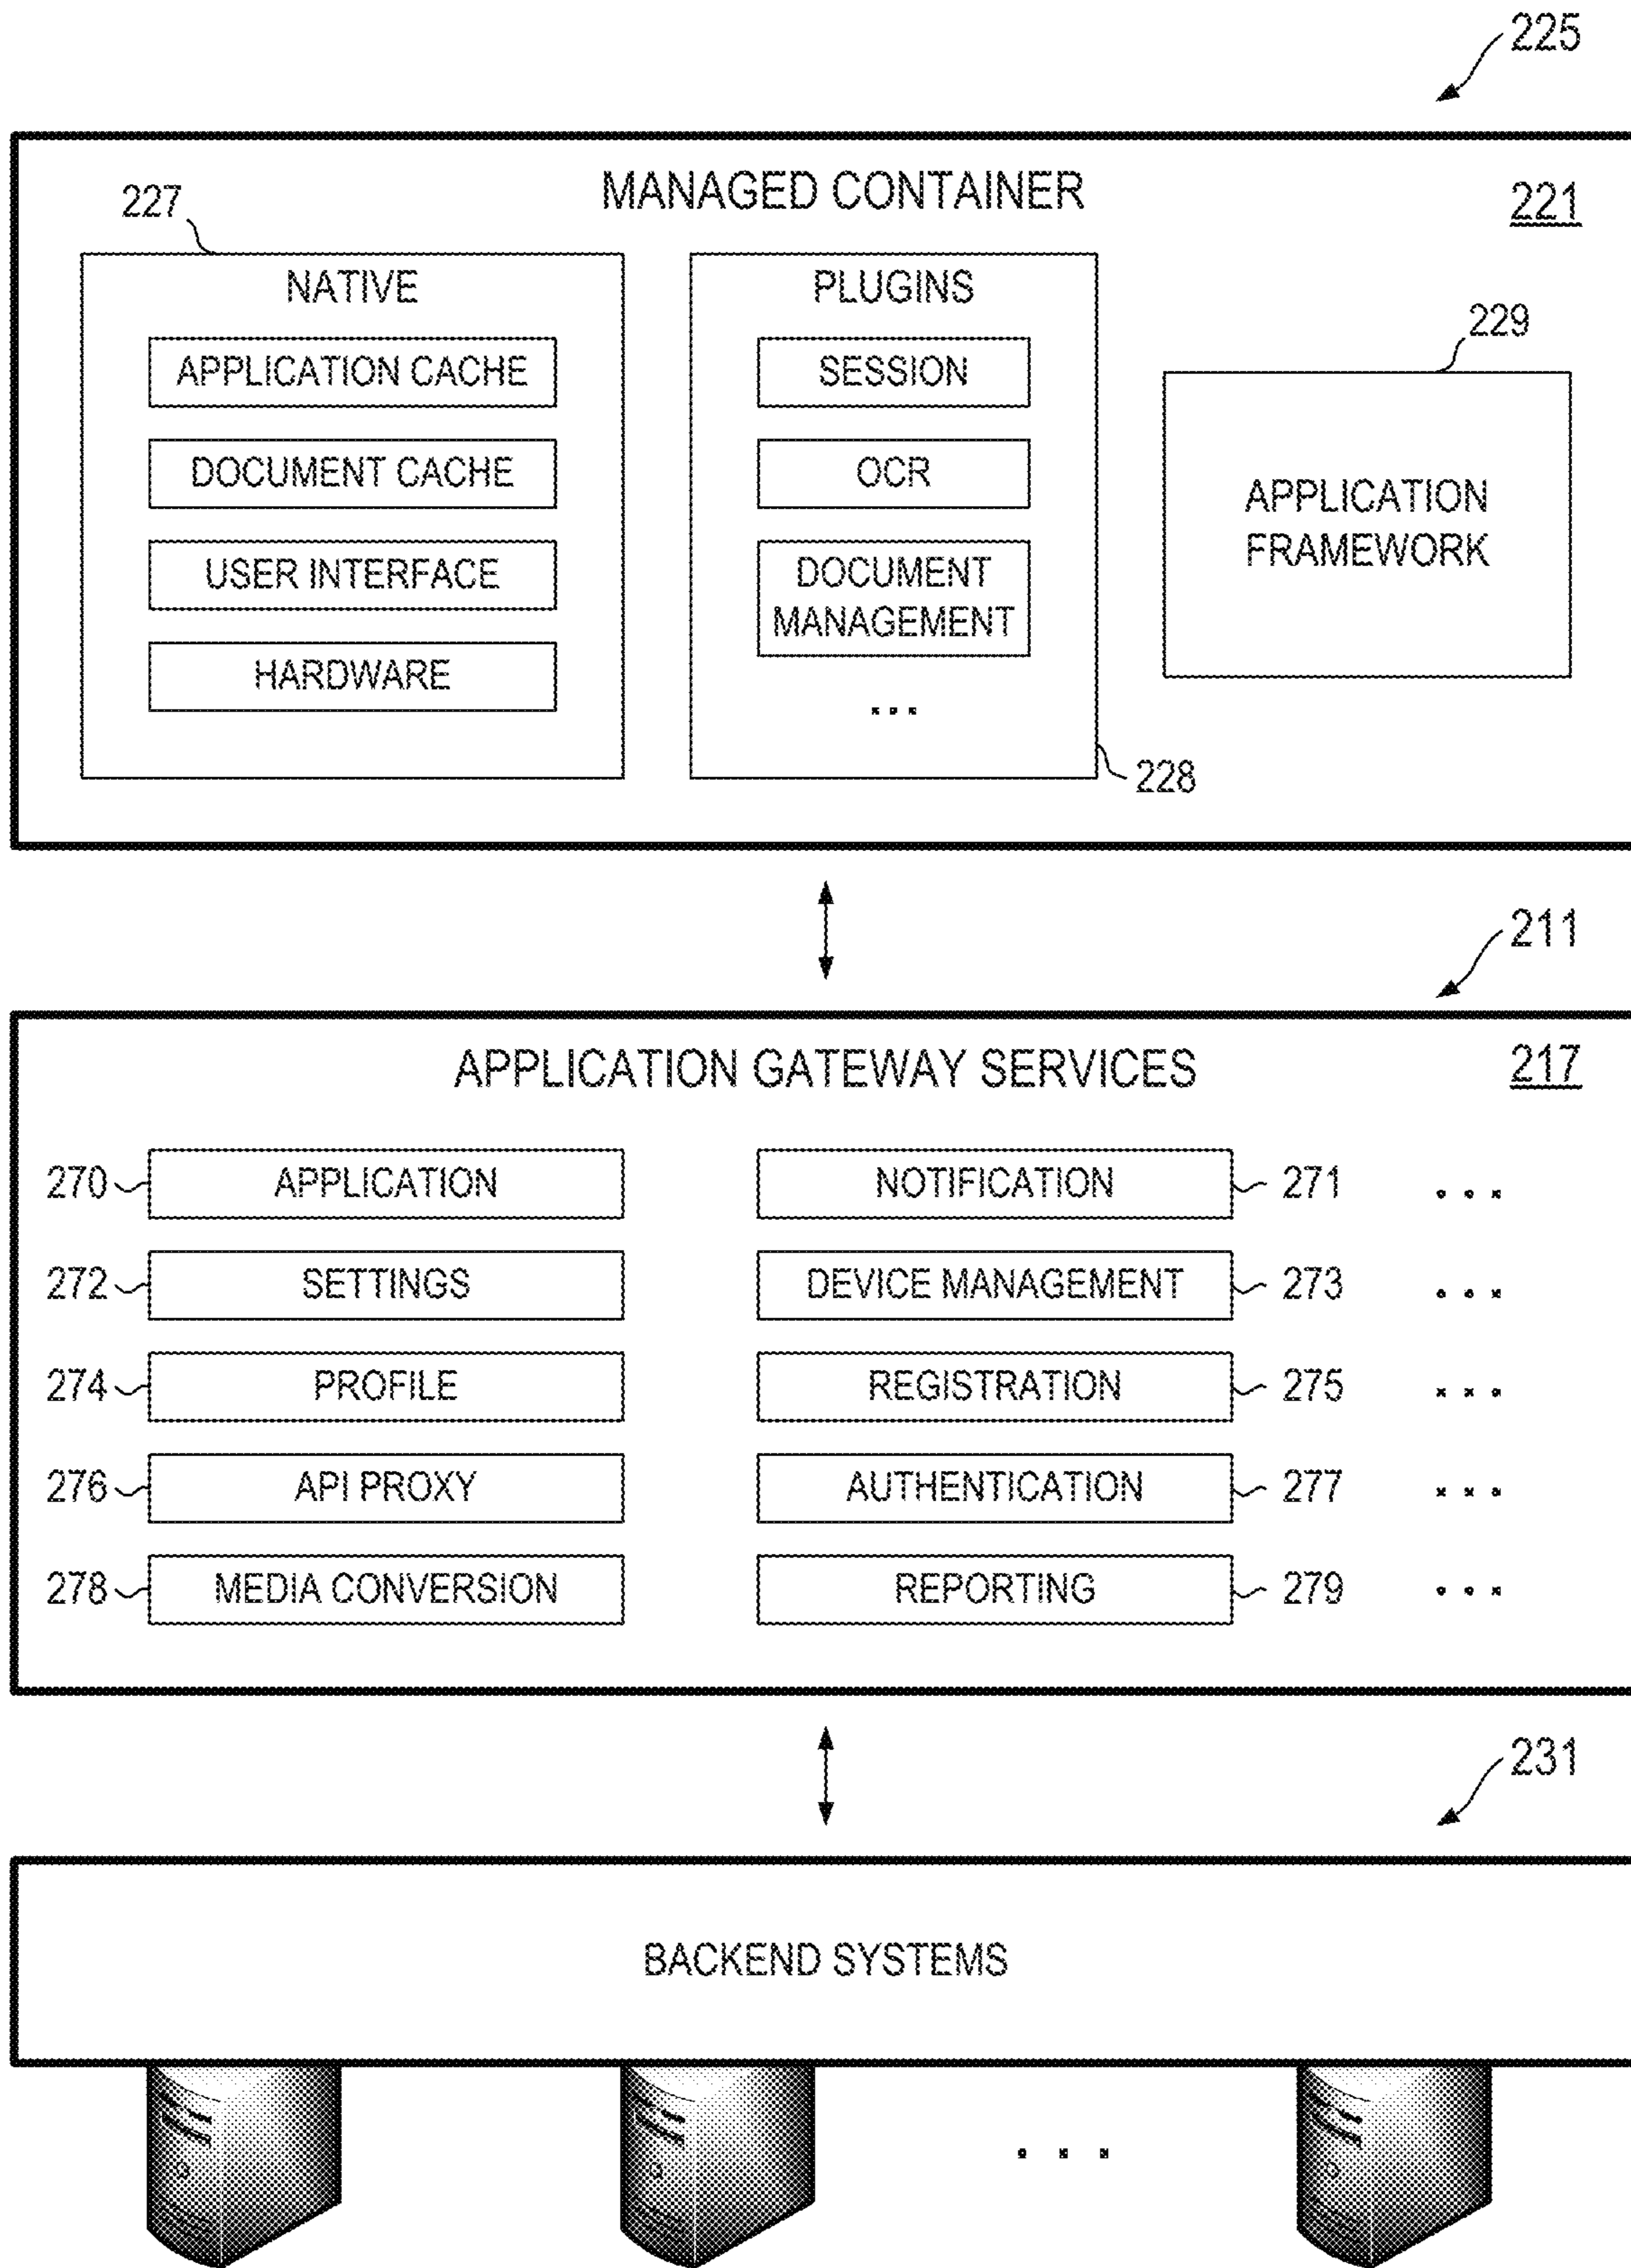 225
MANAGED CONTAINER
221
227
NATIVE
APPLICATION CACHE
DOCUMENT CACHE
USER INTERFACE
HARDWARE
PLUGINS
SESSION
OCR
DOCUMENT
MANAGEMENT
...
228
229
APPLICATION
FRAMEWORK
211
APPLICATION GATEWAY SERVICES
217
270 APPLICATION NOTIFICATION 271 ...
272 SETTINGS DEVICE MANAGEMENT 273 ...
274 PROFILE REGISTRATION 275 ...
276 API PROXY AUTHENTICATION 277 ...
278 MEDIA CONVERSION REPORTING 279 ...
231
BACKEND SYSTEMS
...